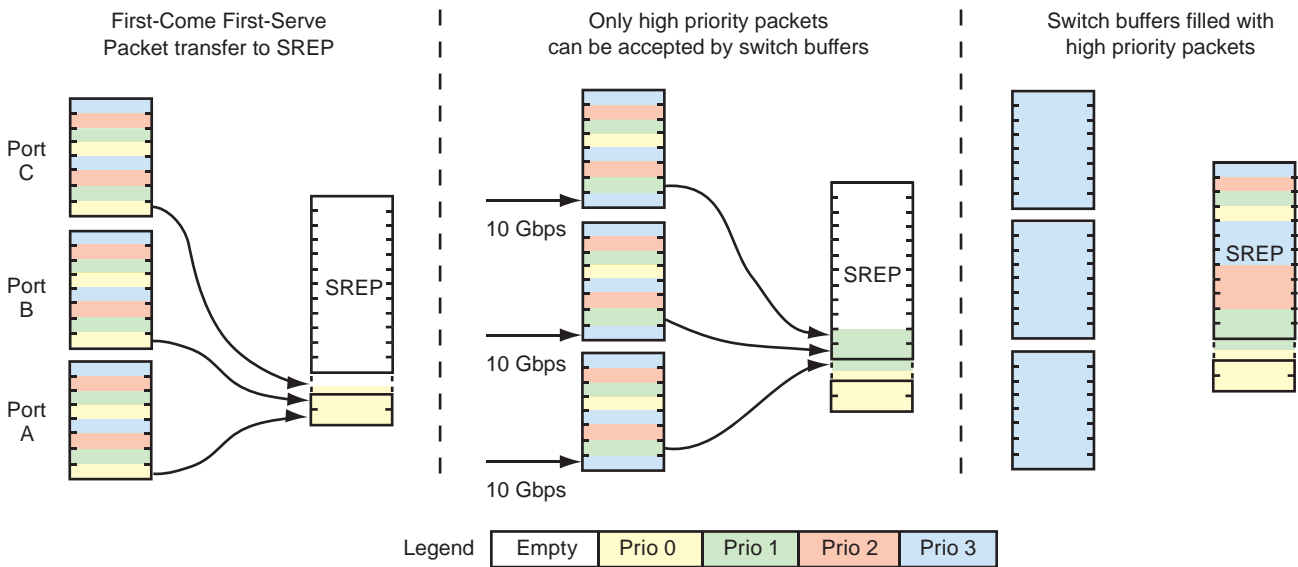 First-Come First-Serve
Packet transfer to SREP
Only high priority packets
can be accepted by switch buffers
Switch buffers filled with
high priority packets
Port
C
Port
B
Port
A
SREP
10 Gbps
10 Gbps
10 Gbps
SREP
SREP
Legend Empty Prio 0 Prio 1 Prio 2 Prio 3